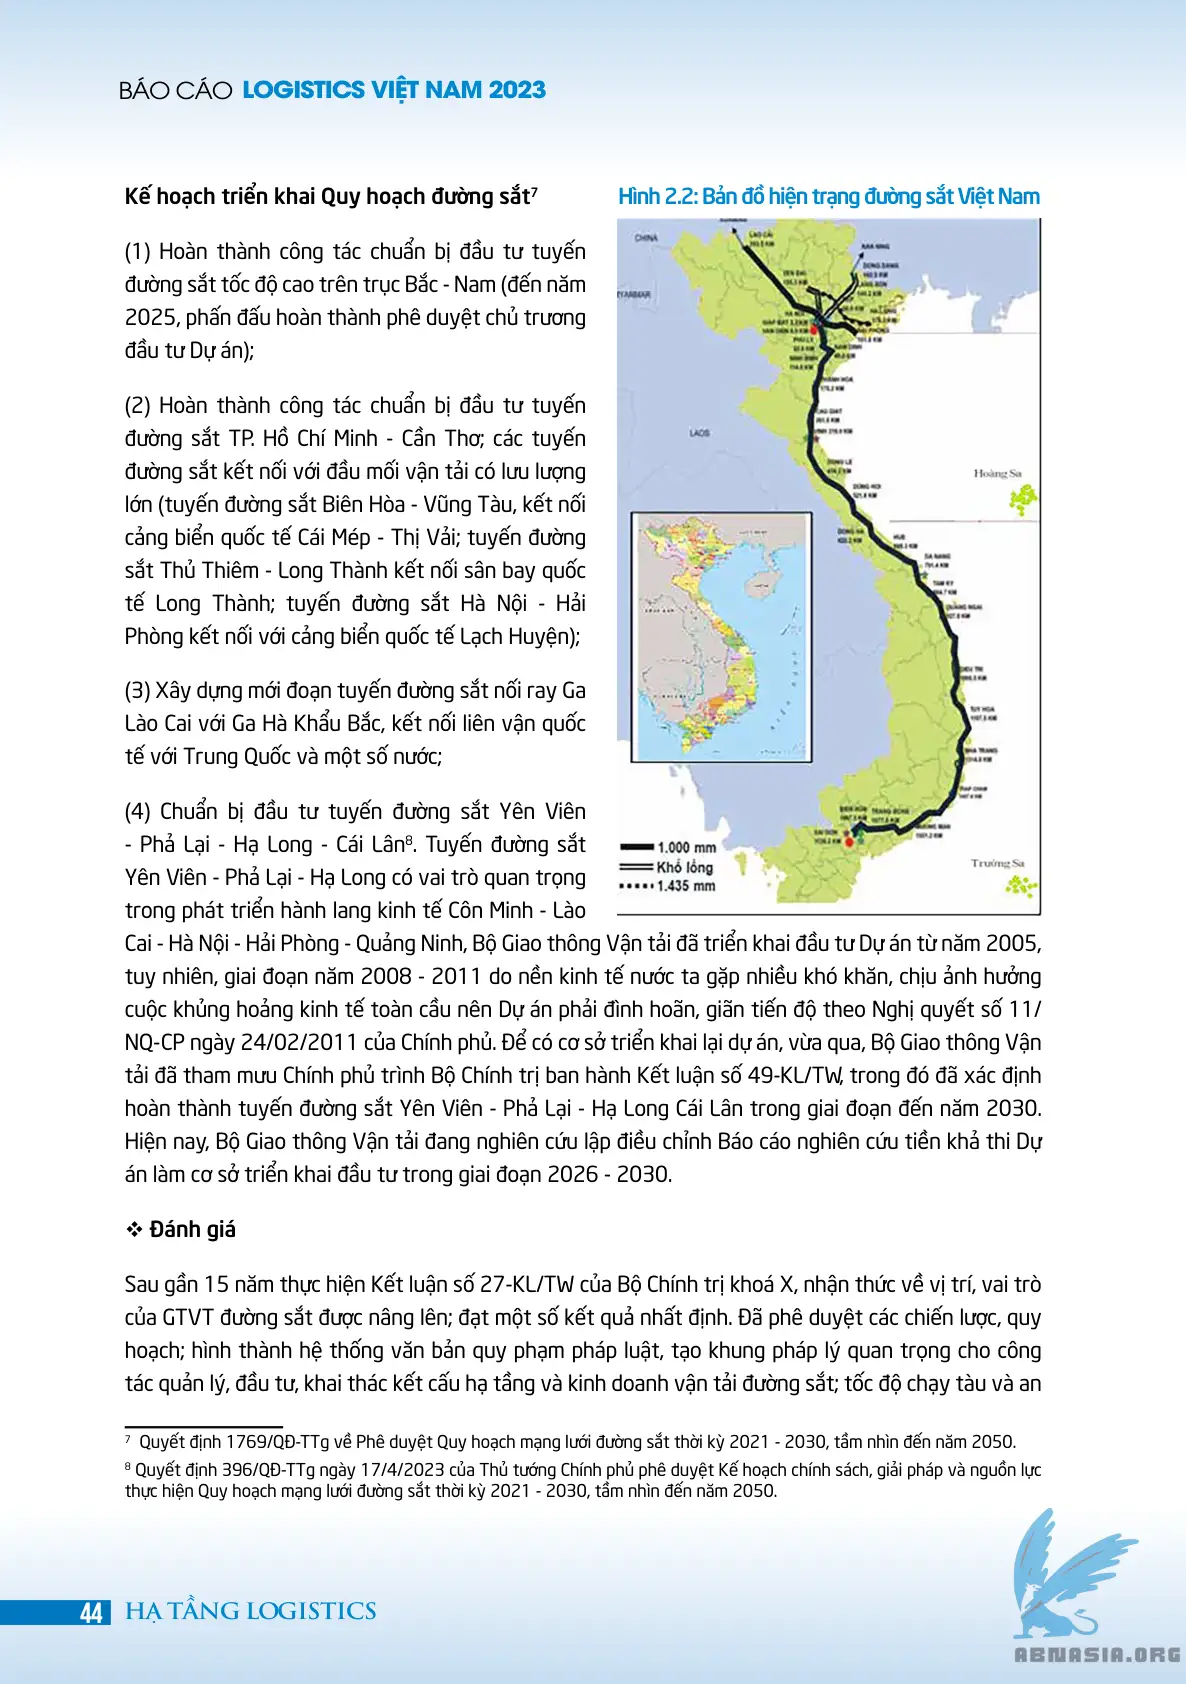 BÁO CÁO LOGISTICS VIỆT NAM 2023
Kế hoạch triển khai Quy hoạch đường sắt⁷
(1) Hoàn thành công tác chuẩn bị đầu tư tuyến
đường sắt tốc độ cao trên trục Bắc - Nam (đến năm
2025, phấn đấu hoàn thành phê duyệt chủ trương
đầu tư Dự án);
(2) Hoàn thành công tác chuẩn bị đầu tư tuyến
đường sắt TP. Hồ Chí Minh - Cần Thơ; các tuyến
đường sắt kết nối với đầu mối vận tải có lưu lượng
lớn (tuyến đường sắt Biên Hòa - Vũng Tàu, kết nối
cảng biển quốc tế Cái Mép - Thị Vải; tuyến đường
sắt Thủ Thiêm - Long Thành kết nối sân bay quốc
tế Long Thành; tuyến đường sắt Hà Nội - Hải
Phòng kết nối với cảng biển quốc tế Lạch Huyện);
(3) Xây dựng mới đoạn tuyến đường sắt nối ray Ga
Lào Cai với Ga Hà Khẩu Bắc, kết nối liên vận quốc
tế với Trung Quốc và một số nước;
(4) Chuẩn bị đầu tư tuyến đường sắt Yên Viên
- Phả Lại - Hạ Long - Cái Lân⁸. Tuyến đường sắt
Yên Viên - Phả Lại - Hạ Long có vai trò quan trọng
trong phát triển hành lang kinh tế Côn Minh - Lào
Cai - Hà Nội - Hải Phòng - Quảng Ninh, Bộ Giao thông Vận tải đã triển khai đầu tư Dự án từ năm 2005,
tuy nhiên, giai đoạn năm 2008 - 2011 do nền kinh tế nước ta gặp nhiều khó khăn, chịu ảnh hưởng
cuộc khủng hoảng kinh tế toàn cầu nên Dự án phải đình hoãn, giãn tiến độ theo Nghị quyết số 11/
NQ-CP ngày 24/02/2011 của Chính phủ. Để có cơ sở triển khai lại dự án, vừa qua, Bộ Giao thông Vận
tải đã tham mưu Chính phủ trình Bộ Chính trị ban hành Kết luận số 49-KL/TW, trong đó đã xác định
hoàn thành tuyến đường sắt Yên Viên - Phả Lại - Hạ Long Cái Lân trong giai đoạn đến năm 2030.
Hiện nay, Bộ Giao thông Vận tải đang nghiên cứu lập điều chỉnh Báo cáo nghiên cứu tiền khả thi Dự
án làm cơ sở triển khai đầu tư trong giai đoạn 2026 - 2030.
Hình 2.2: Bản đồ hiện trạng đường sắt Việt Nam
CHINA
LAO CAI
LAOS
THANH HOA
DONG HOI
HUE
DA NANG
TAM KY
QUANG NGAI
TUY HOA
NHA TRANG
Hoàng Sa
Trường Sa
1.000 mm
Khổ lồng
1.435 mm
❖ Đánh giá
Sau gần 15 năm thực hiện Kết luận số 27-KL/TW của Bộ Chính trị khoá X, nhận thức về vị trí, vai trò
của GTVT đường sắt được nâng lên; đạt một số kết quả nhất định. Đã phê duyệt các chiến lược, quy
hoạch; hình thành hệ thống văn bản quy phạm pháp luật, tạo khung pháp lý quan trọng cho công
tác quản lý, đầu tư, khai thác kết cấu hạ tầng và kinh doanh vận tải đường sắt; tốc độ chạy tàu và an
⁷ Quyết định 1769/QĐ-TTg về Phê duyệt Quy hoạch mạng lưới đường sắt thời kỳ 2021 - 2030, tầm nhìn đến năm 2050.
⁸ Quyết định 396/QĐ-TTg ngày 17/4/2023 của Thủ tướng Chính phủ phê duyệt Kế hoạch chính sách, giải pháp và nguồn lực
thực hiện Quy hoạch mạng lưới đường sắt thời kỳ 2021 - 2030, tầm nhìn đến năm 2050.
44 HẠ TẦNG LOGISTICS
ABMASIA.ORG